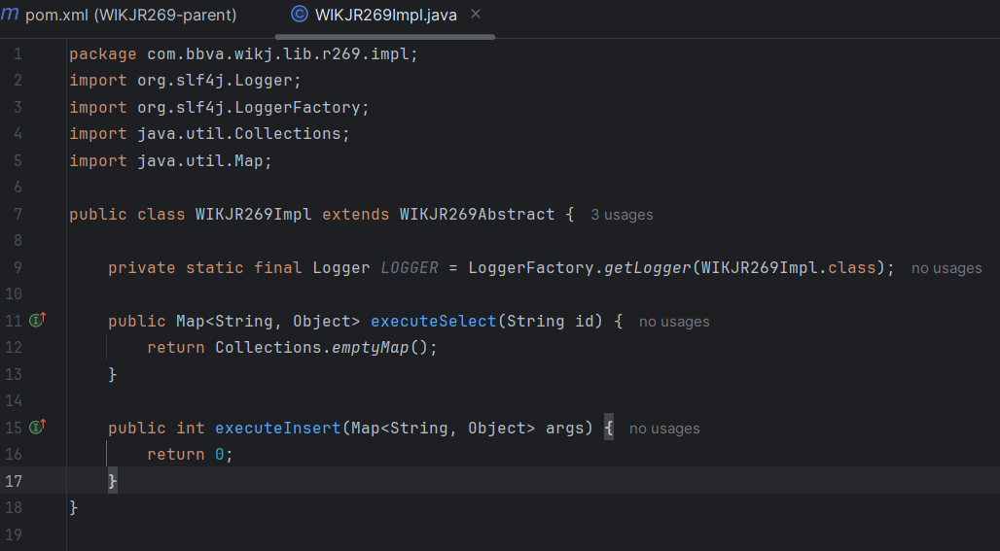 m pom.xml (WIKJR269-parent) © WIKJR269Impl.java ×
1 package com.bbva.wikj.lib.r269.impl;
2 import org.slf4j.Logger;
3 import org.slf4j.LoggerFactory;
4 import java.util.Collections;
5 import java.util.Map;
6
7 public class WIKJR269Impl extends WIKJR269Abstract { 3 usages
8
9 private static final Logger LOGGER = LoggerFactory.getLogger(WIKJR269Impl.class); no usages
10
11 public Map<String, Object> executeSelect(String id) { no usages
12 return Collections.emptyMap();
13 }
14
15 public int executeInsert(Map<String, Object> args) { no usages
16 return 0;
17 }
18 }
19